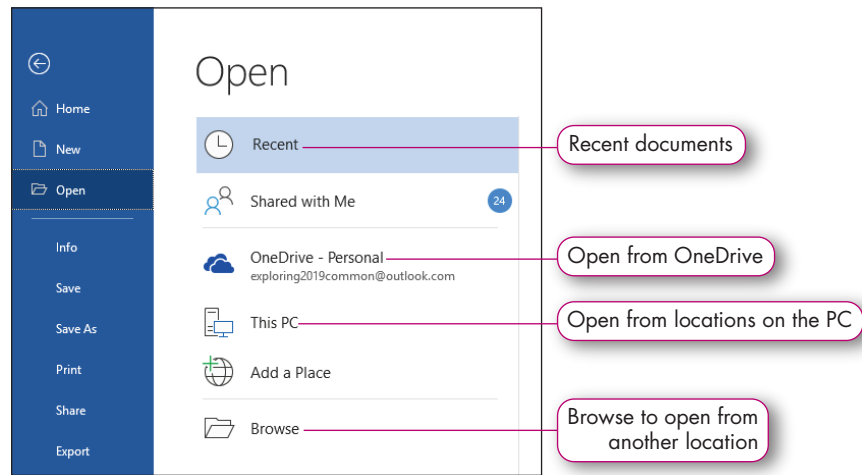 Home
New
Open
Info
Save
Save As
Print
Share
Export
Open
Recent
Shared with Me
24
OneDrive - Personal
exploring2019common@outlook.com
This PC
Add a Place
Browse
Recent documents
Open from OneDrive
Open from locations on the PC
Browse to open from
another location